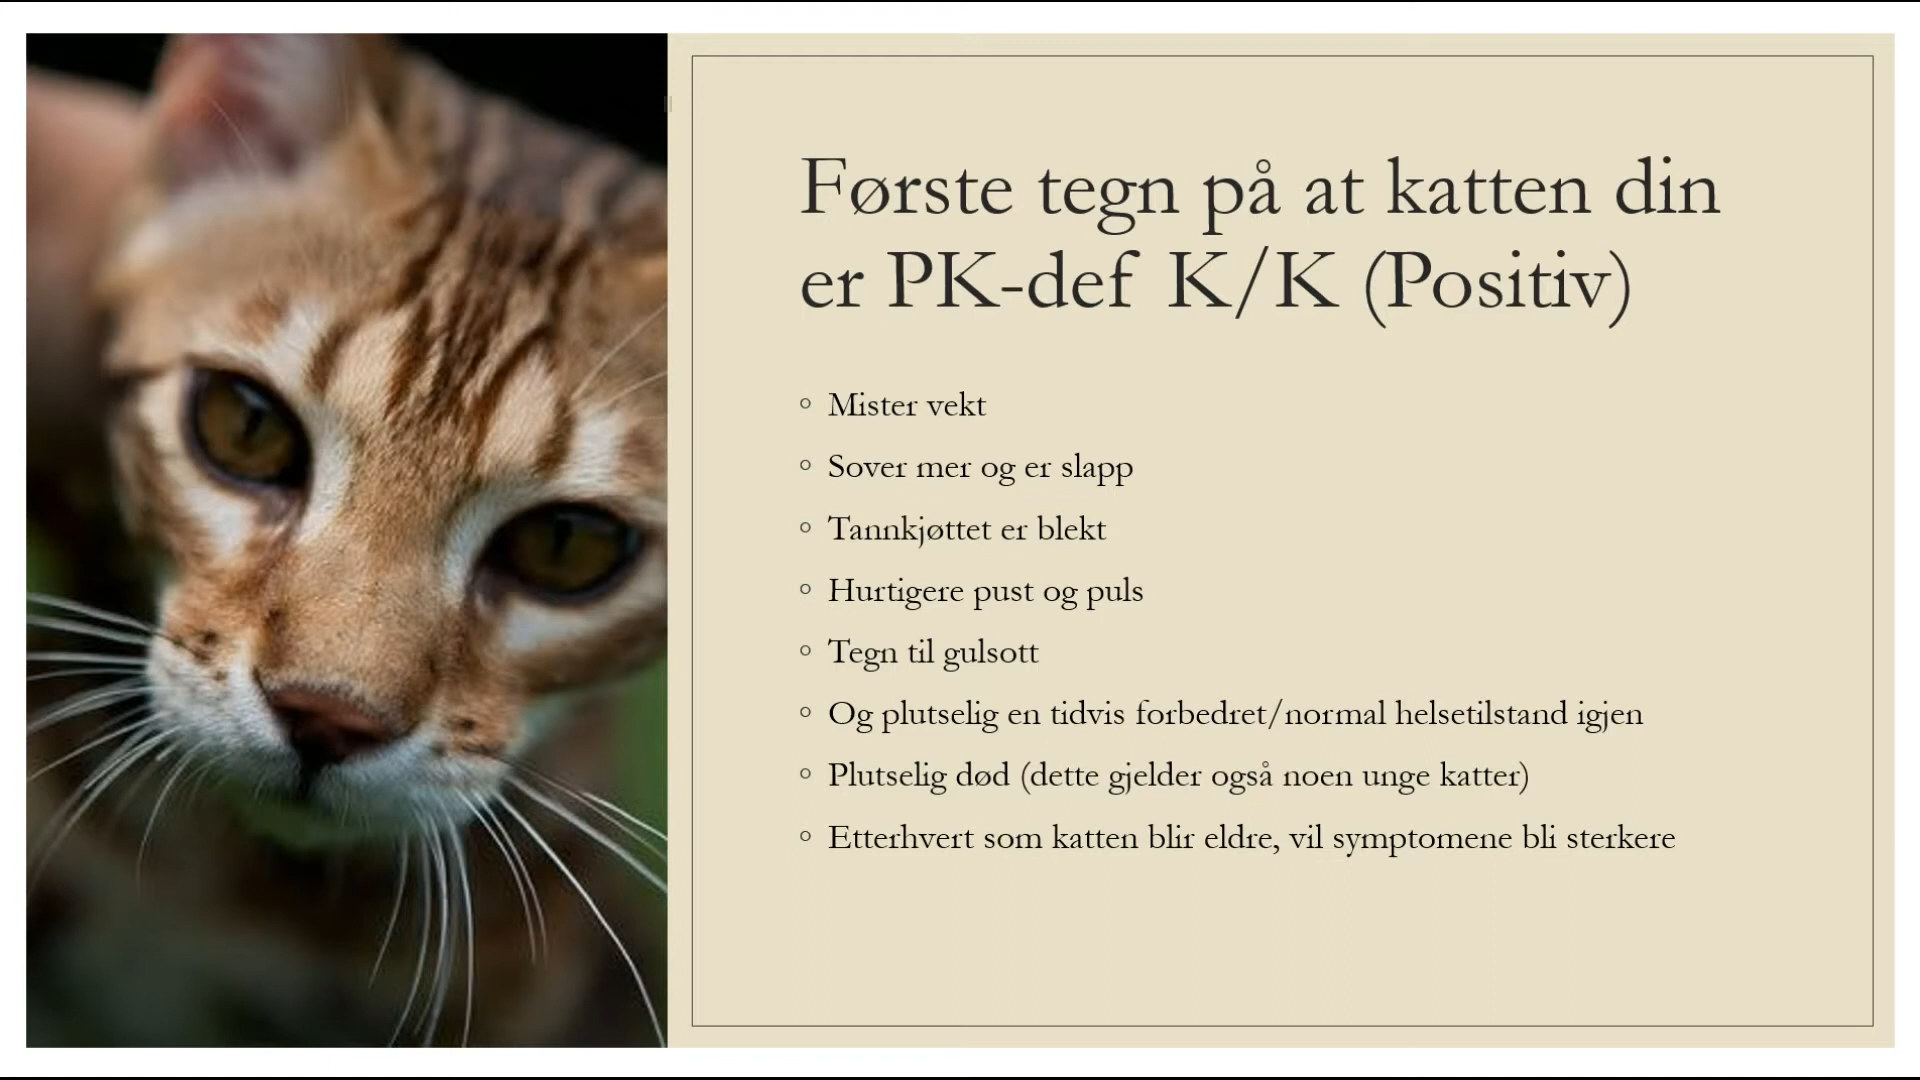 Første tegn på at katten din
er PK-def K/K (Positiv)
Mister vekt
Sover mer og er slapp
Tannkjøttet er blekt
Hurtigere pust og puls
Tegn til gulsott
Og plutselig en tidvis forbedret/normal helsetilstand igjen
Plutselig død (dette gjelder også noen unge katter)
Etterhvert som katten blir eldre, vil symptomene bli sterkere